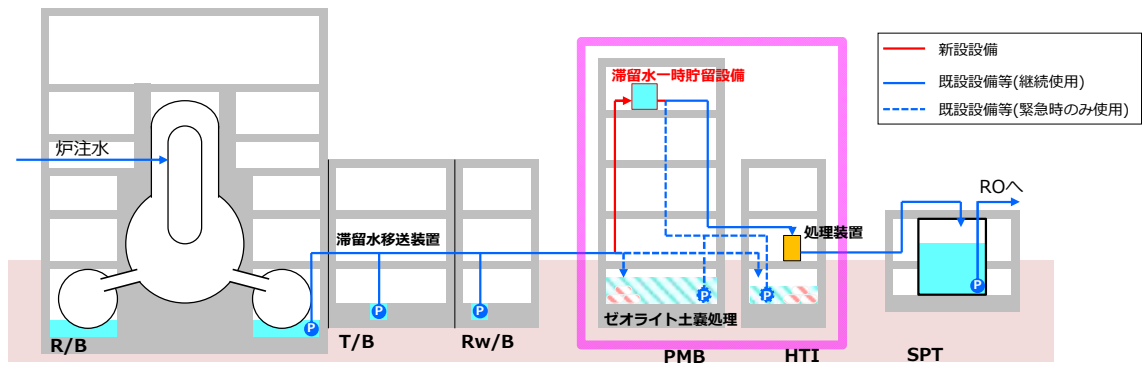 新設設備
既設設備等(継続使用)
既設設備等(緊急時のみ使用)
滞留水一時貯留設備
炉注水
ROへ
滞留水移送装置
処理装置
P
P
P
P
P
P
ゼオライト土嚢処理
R/B
T/B
Rw/B
PMB
HTI
SPT